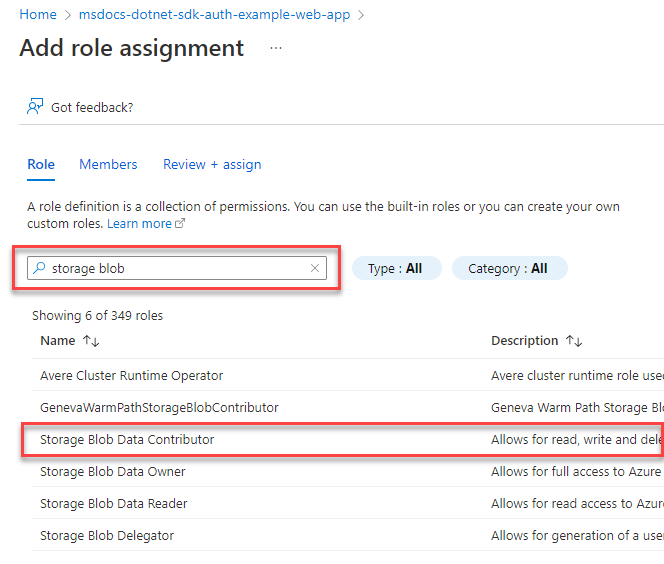 Home > msdocs-dotnet-sdk-auth-example-web-app >
Add role assignment ...
Got feedback?
Role Members Review + assign
A role definition is a collection of permissions. You can use the built-in roles or you can create your own
custom roles. Learn more
storage blob Type : All Category : All
Showing 6 of 349 roles
Name ↑↓ Description ↑↓
Avere Cluster Runtime Operator Avere cluster runtime role used
GenevaWarmPathStorageBlobContributor Geneva Warm Path Storage Bl
Storage Blob Data Contributor Allows for read, write and dele
Storage Blob Data Owner Allows for full access to Azure
Storage Blob Data Reader Allows for read access to Azur
Storage Blob Delegator Allows for generation of a use